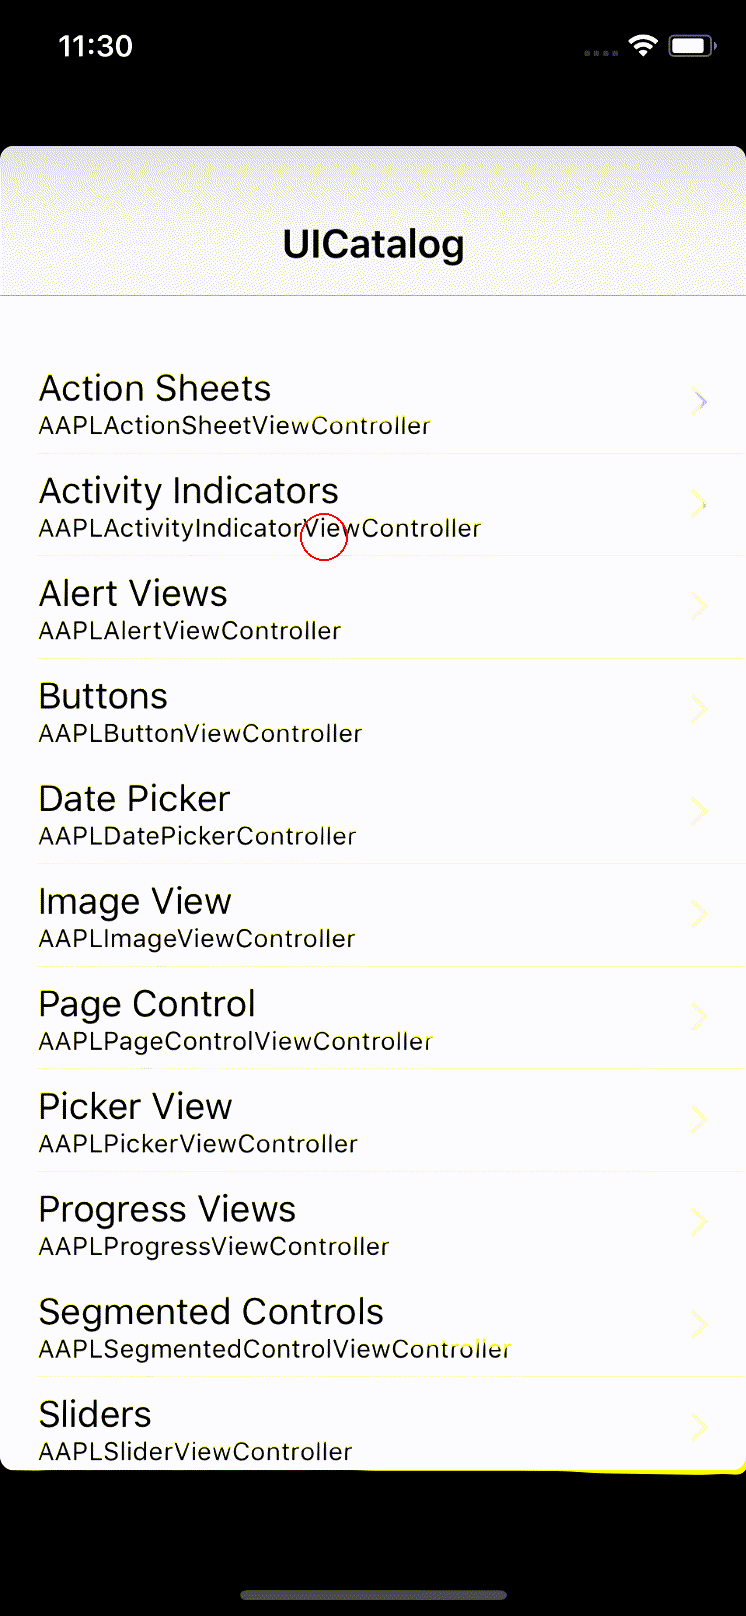 11:30
UICatalog
Action Sheets
AAPLActionSheetViewController
Activity Indicators
AAPLActivityIndicatorViewController
Alert Views
AAPLAlertViewController
Buttons
AAPLButtonViewController
Date Picker
AAPLDatePickerController
Image View
AAPLImageViewController
Page Control
AAPLPageControlViewController
Picker View
AAPLPickerViewController
Progress Views
AAPLProgressViewController
Segmented Controls
AAPLSegmentedControlViewController
Sliders
AAPLSliderViewController